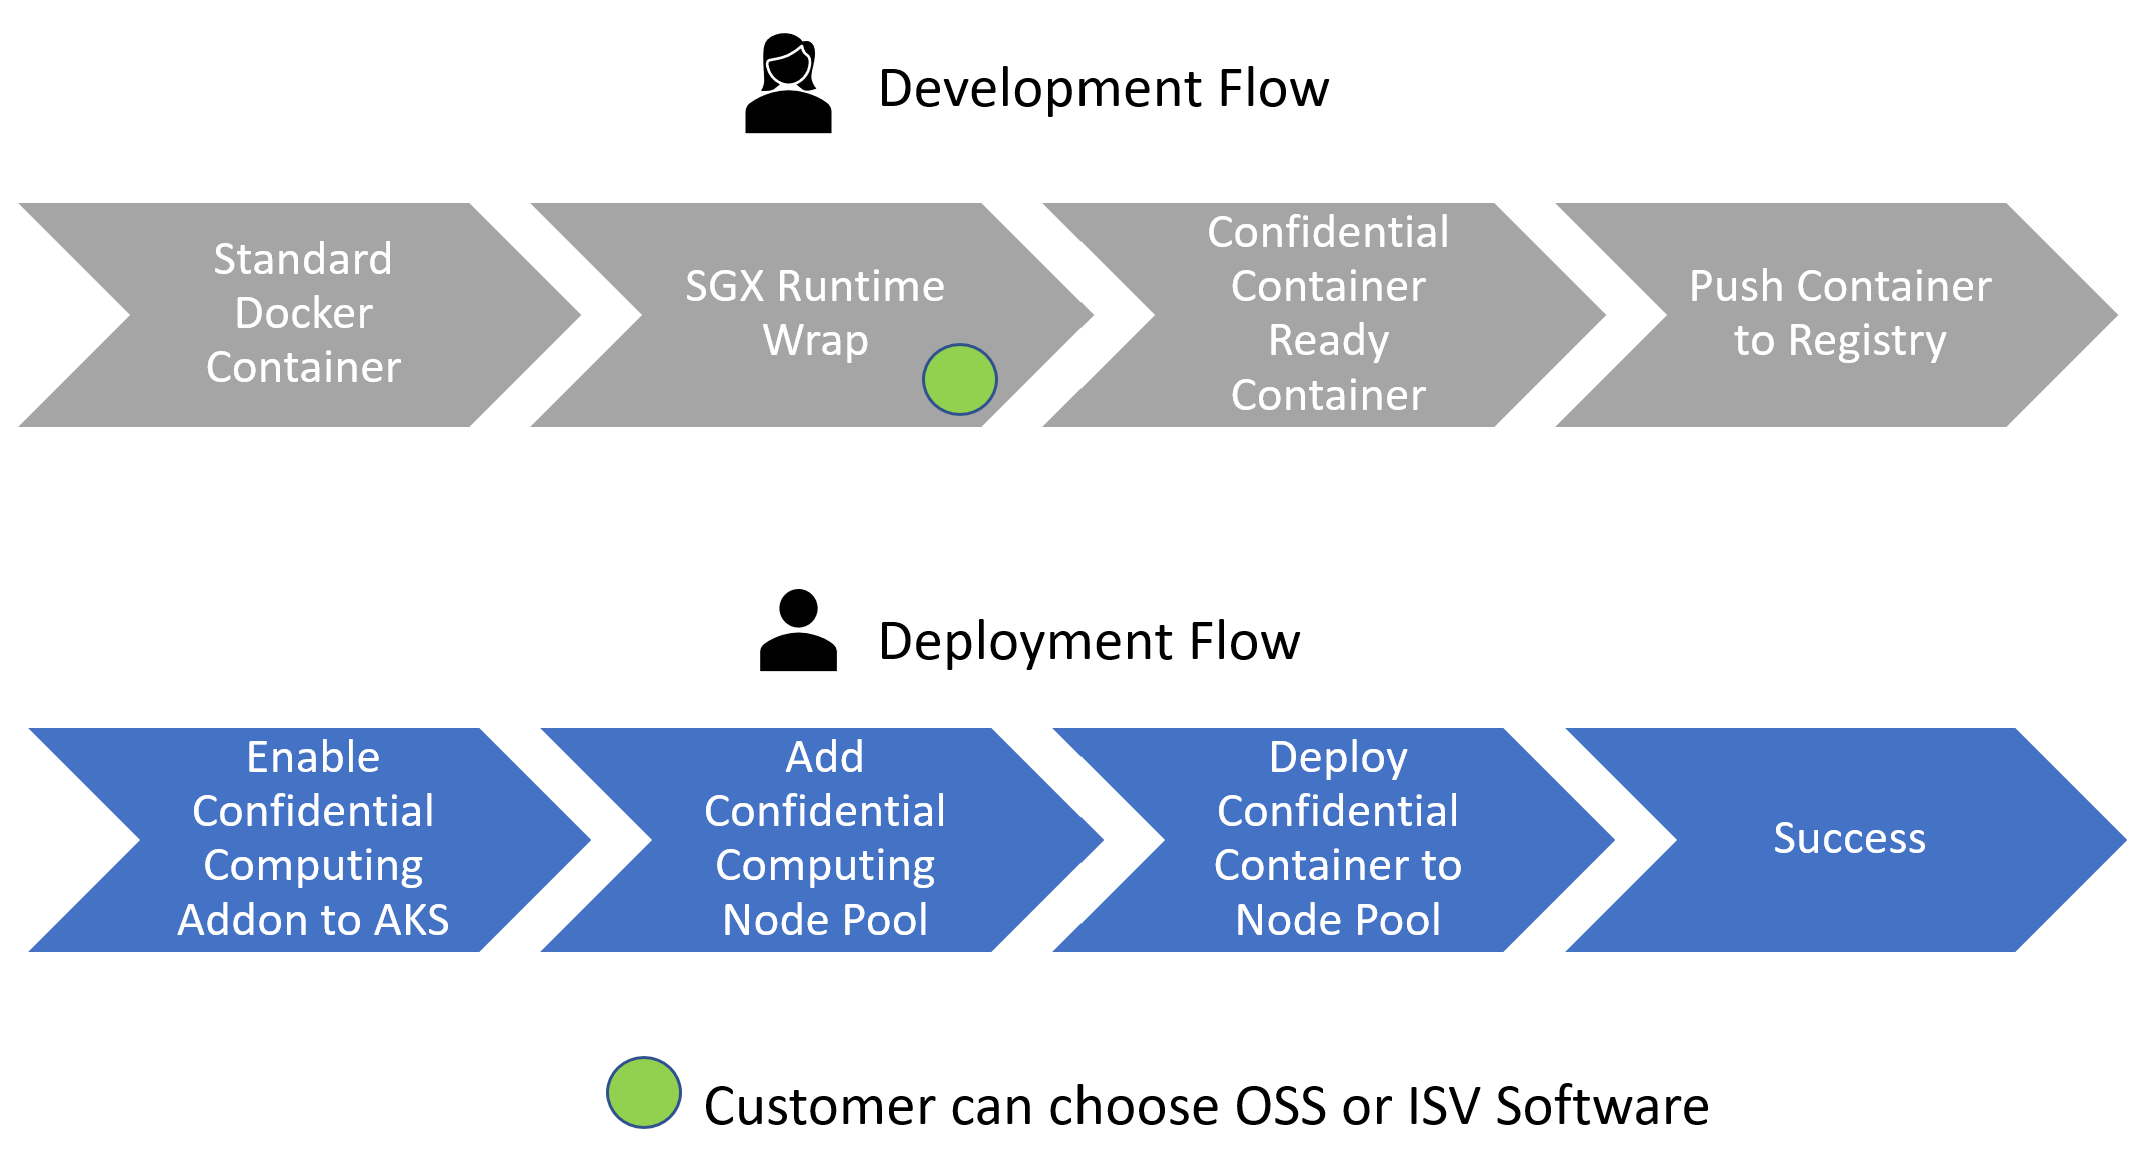 Development Flow
Standard
Docker
Container
SGX Runtime
Wrap
Confidential
Container
Ready
Container
Push Container
to Registry
Deployment Flow
Enable
Confidential
Computing
Addon to AKS
Add
Confidential
Computing
Node Pool
Deploy
Confidential
Container to
Node Pool
Success
Customer can choose OSS or ISV Software